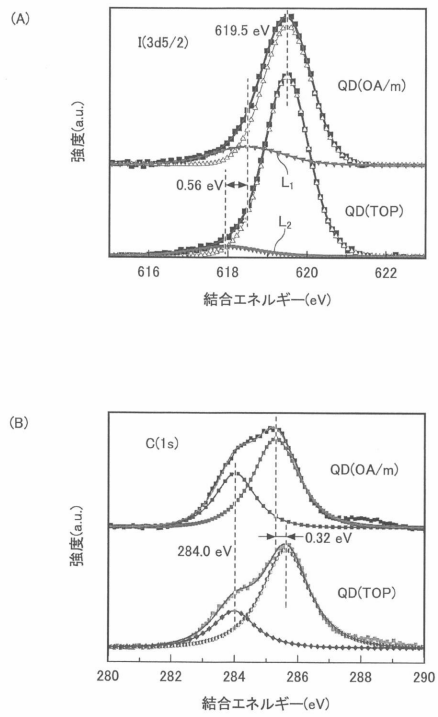 (A)
I(3d5/2)
619.5 eV
QD(OA/m)
強度(a.u.)
0.56 eV
L1
QD(TOP)
L2
616
618
620
622
結合エネルギー(eV)
(B)
C(1s)
QD(OA/m)
強度(a.u.)
284.0 eV
0.32 eV
QD(TOP)
280
282
284
286
288
290
結合エネルギー(eV)